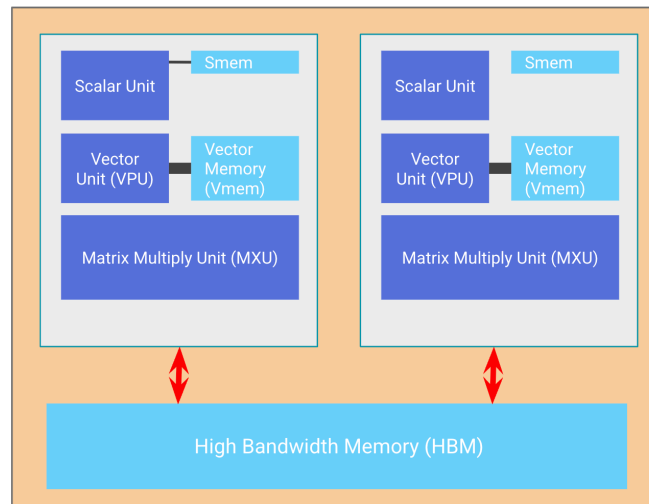 Scalar Unit
Smem
Vector
Unit (VPU)
Vector
Memory
(Vmem)
Matrix Multiply Unit (MXU)
Scalar Unit
Smem
Vector
Unit (VPU)
Vector
Memory
(Vmem)
Matrix Multiply Unit (MXU)
High Bandwidth Memory (HBM)